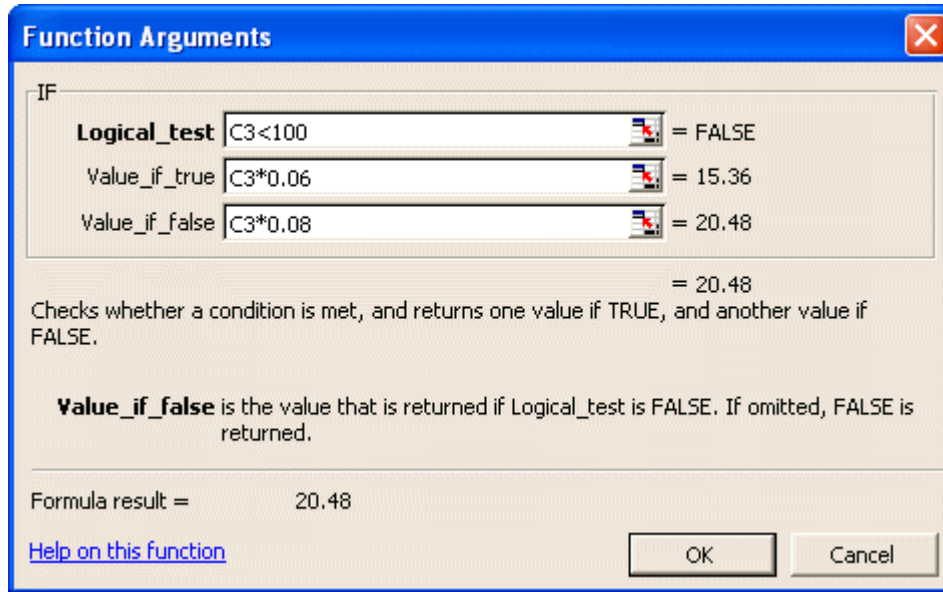 Function Arguments
IF
Logical_test C3<100 = FALSE
Value_if_true C3*0.06 = 15.36
Value_if_false C3*0.08 = 20.48
= 20.48
Checks whether a condition is met, and returns one value if TRUE, and another value if
FALSE.
Value_if_false is the value that is returned if Logical_test is FALSE. If omitted, FALSE is
returned.
Formula result = 20.48
Help on this function OK Cancel